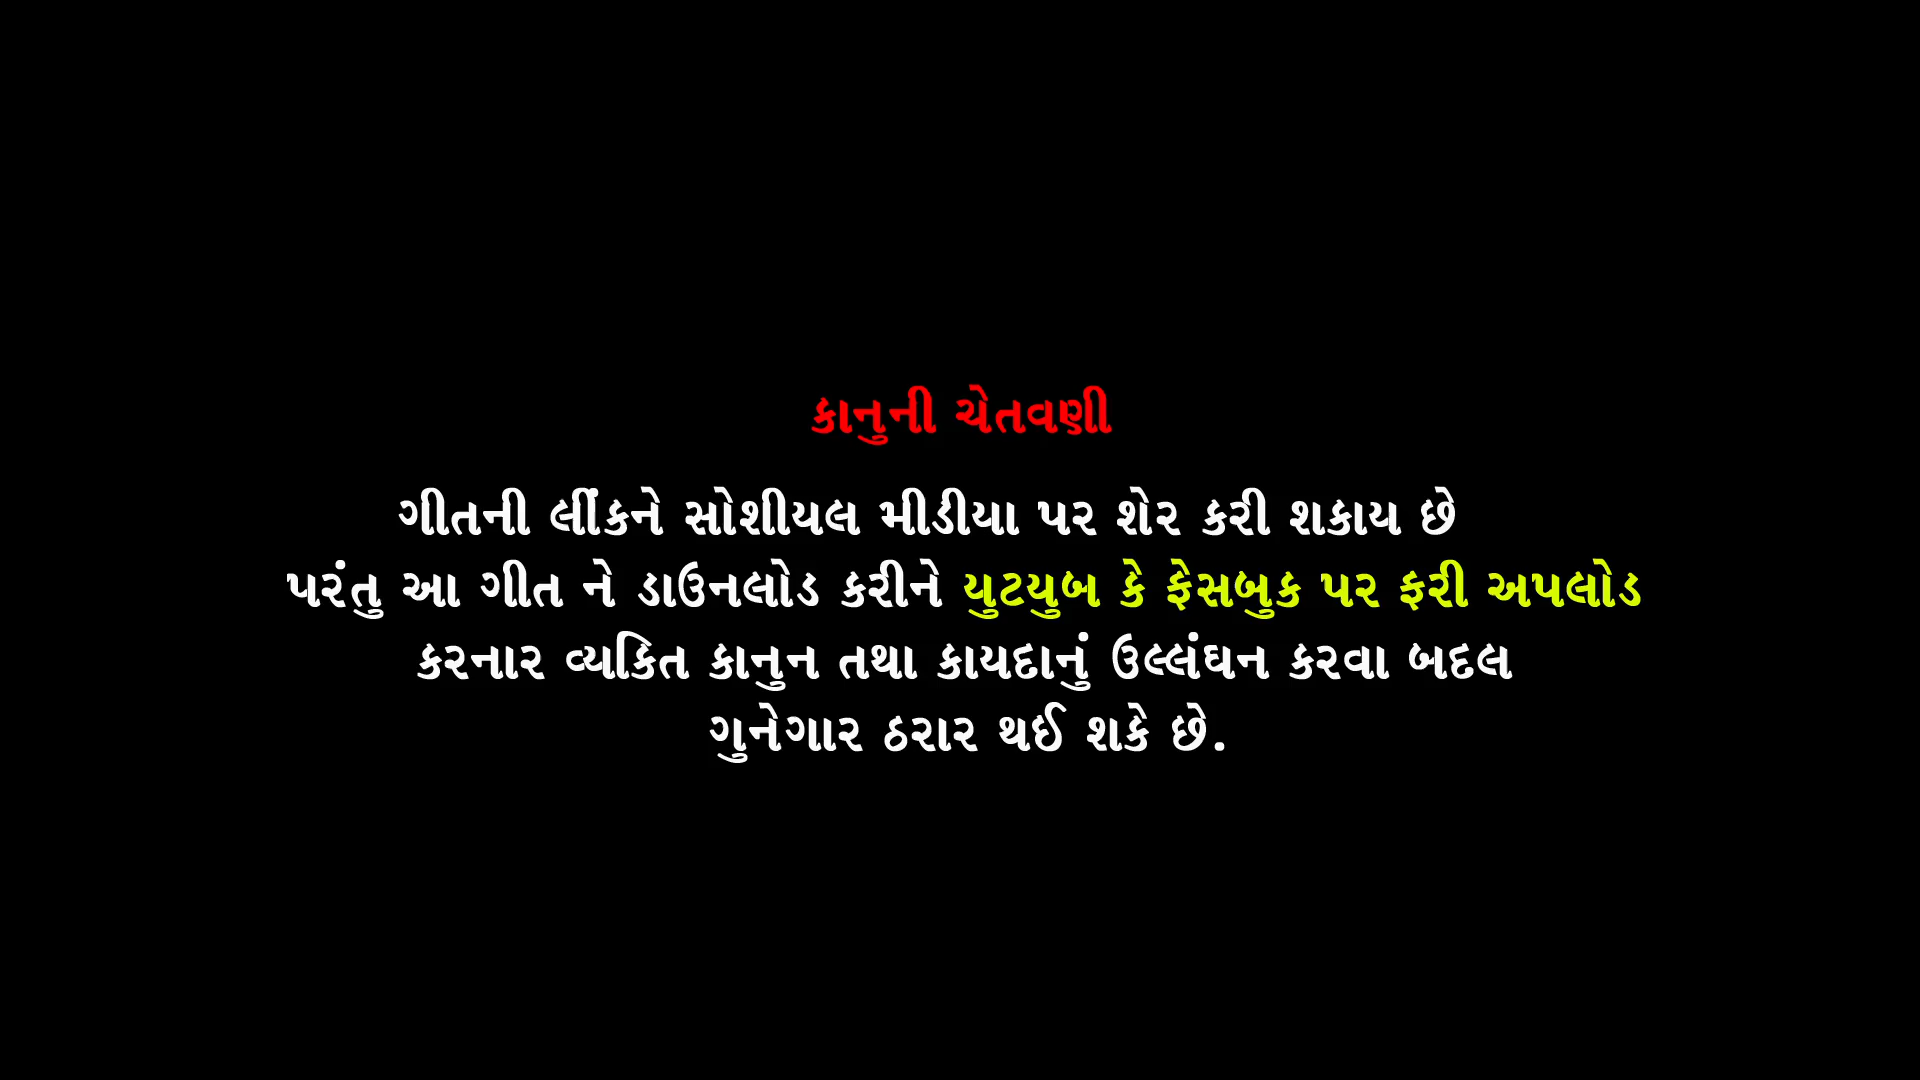 કાનુની ચેતવણી
ગીતની લીંકને સોશીયલ મીડીયા પર શેર કરી શકાય છે
પરંતુ આ ગીત ને ડાઉનલોડ કરીને યુટયુબ કે ફેસબુક પર ફરી અપલોડ
કરનાર વ્યકિત કાનુન તથા કાયદાનું ઉલ્લંઘન કરવા બદલ
ગુનેગાર ઠરાર થઈ શકે છે.